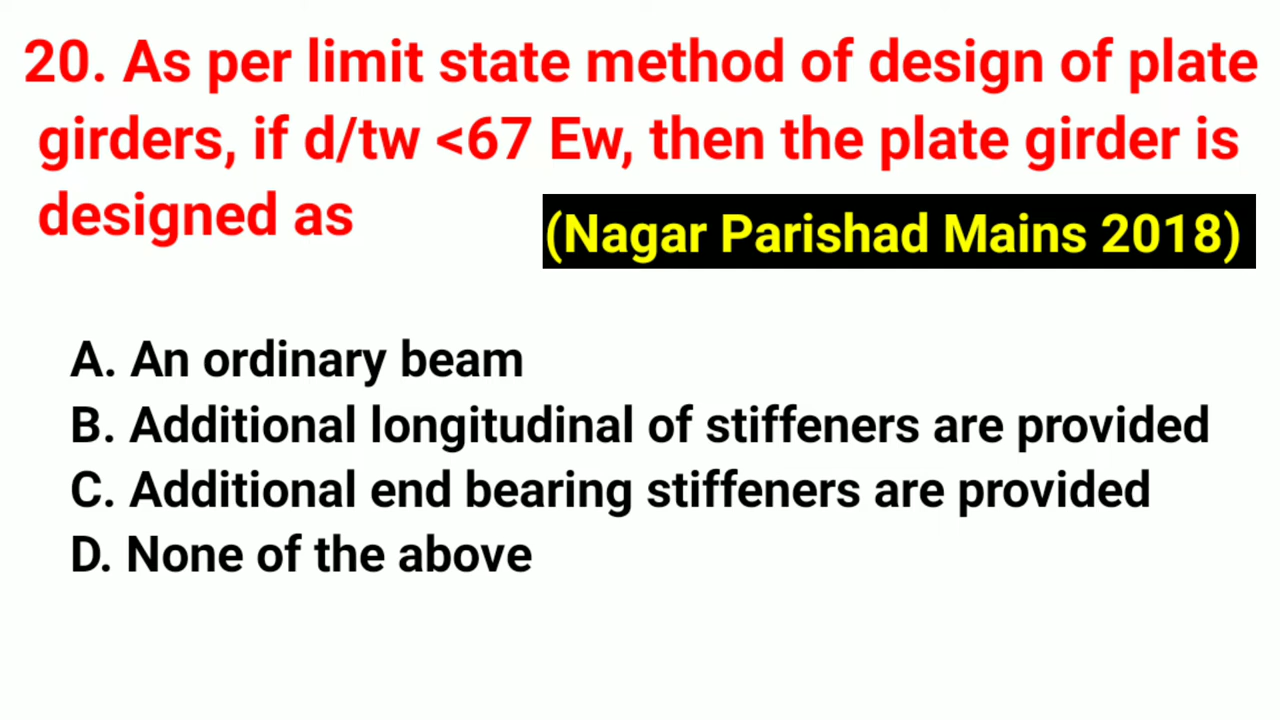 20. As per limit state method of design of plate
girders, if d/tw <67 Ew, then the plate girder is
designed as
(Nagar Parishad Mains 2018)
A. An ordinary beam
B. Additional longitudinal of stiffeners are provided
C. Additional end bearing stiffeners are provided
D. None of the above